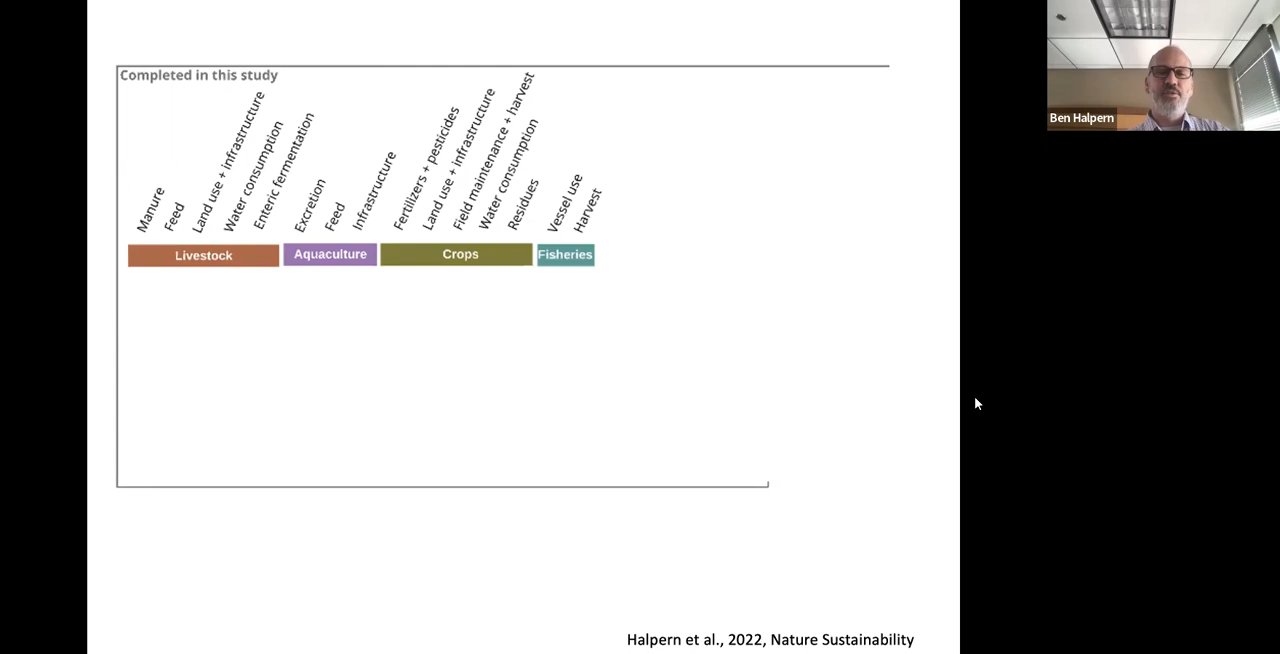 Completed in this study
Manure
Feed
Land use + infrastructure
Water consumption
Enteric fermentation
Excretion
Feed
Infrastructure
Fertilizers + pesticides
Land use + infrastructure
Field maintenance + harvest
Water consumption
Residues
Vessel use
Harvest
Livestock
Aquaculture
Crops
Fisheries
Halpern et al., 2022, Nature Sustainability
Ben Halpern